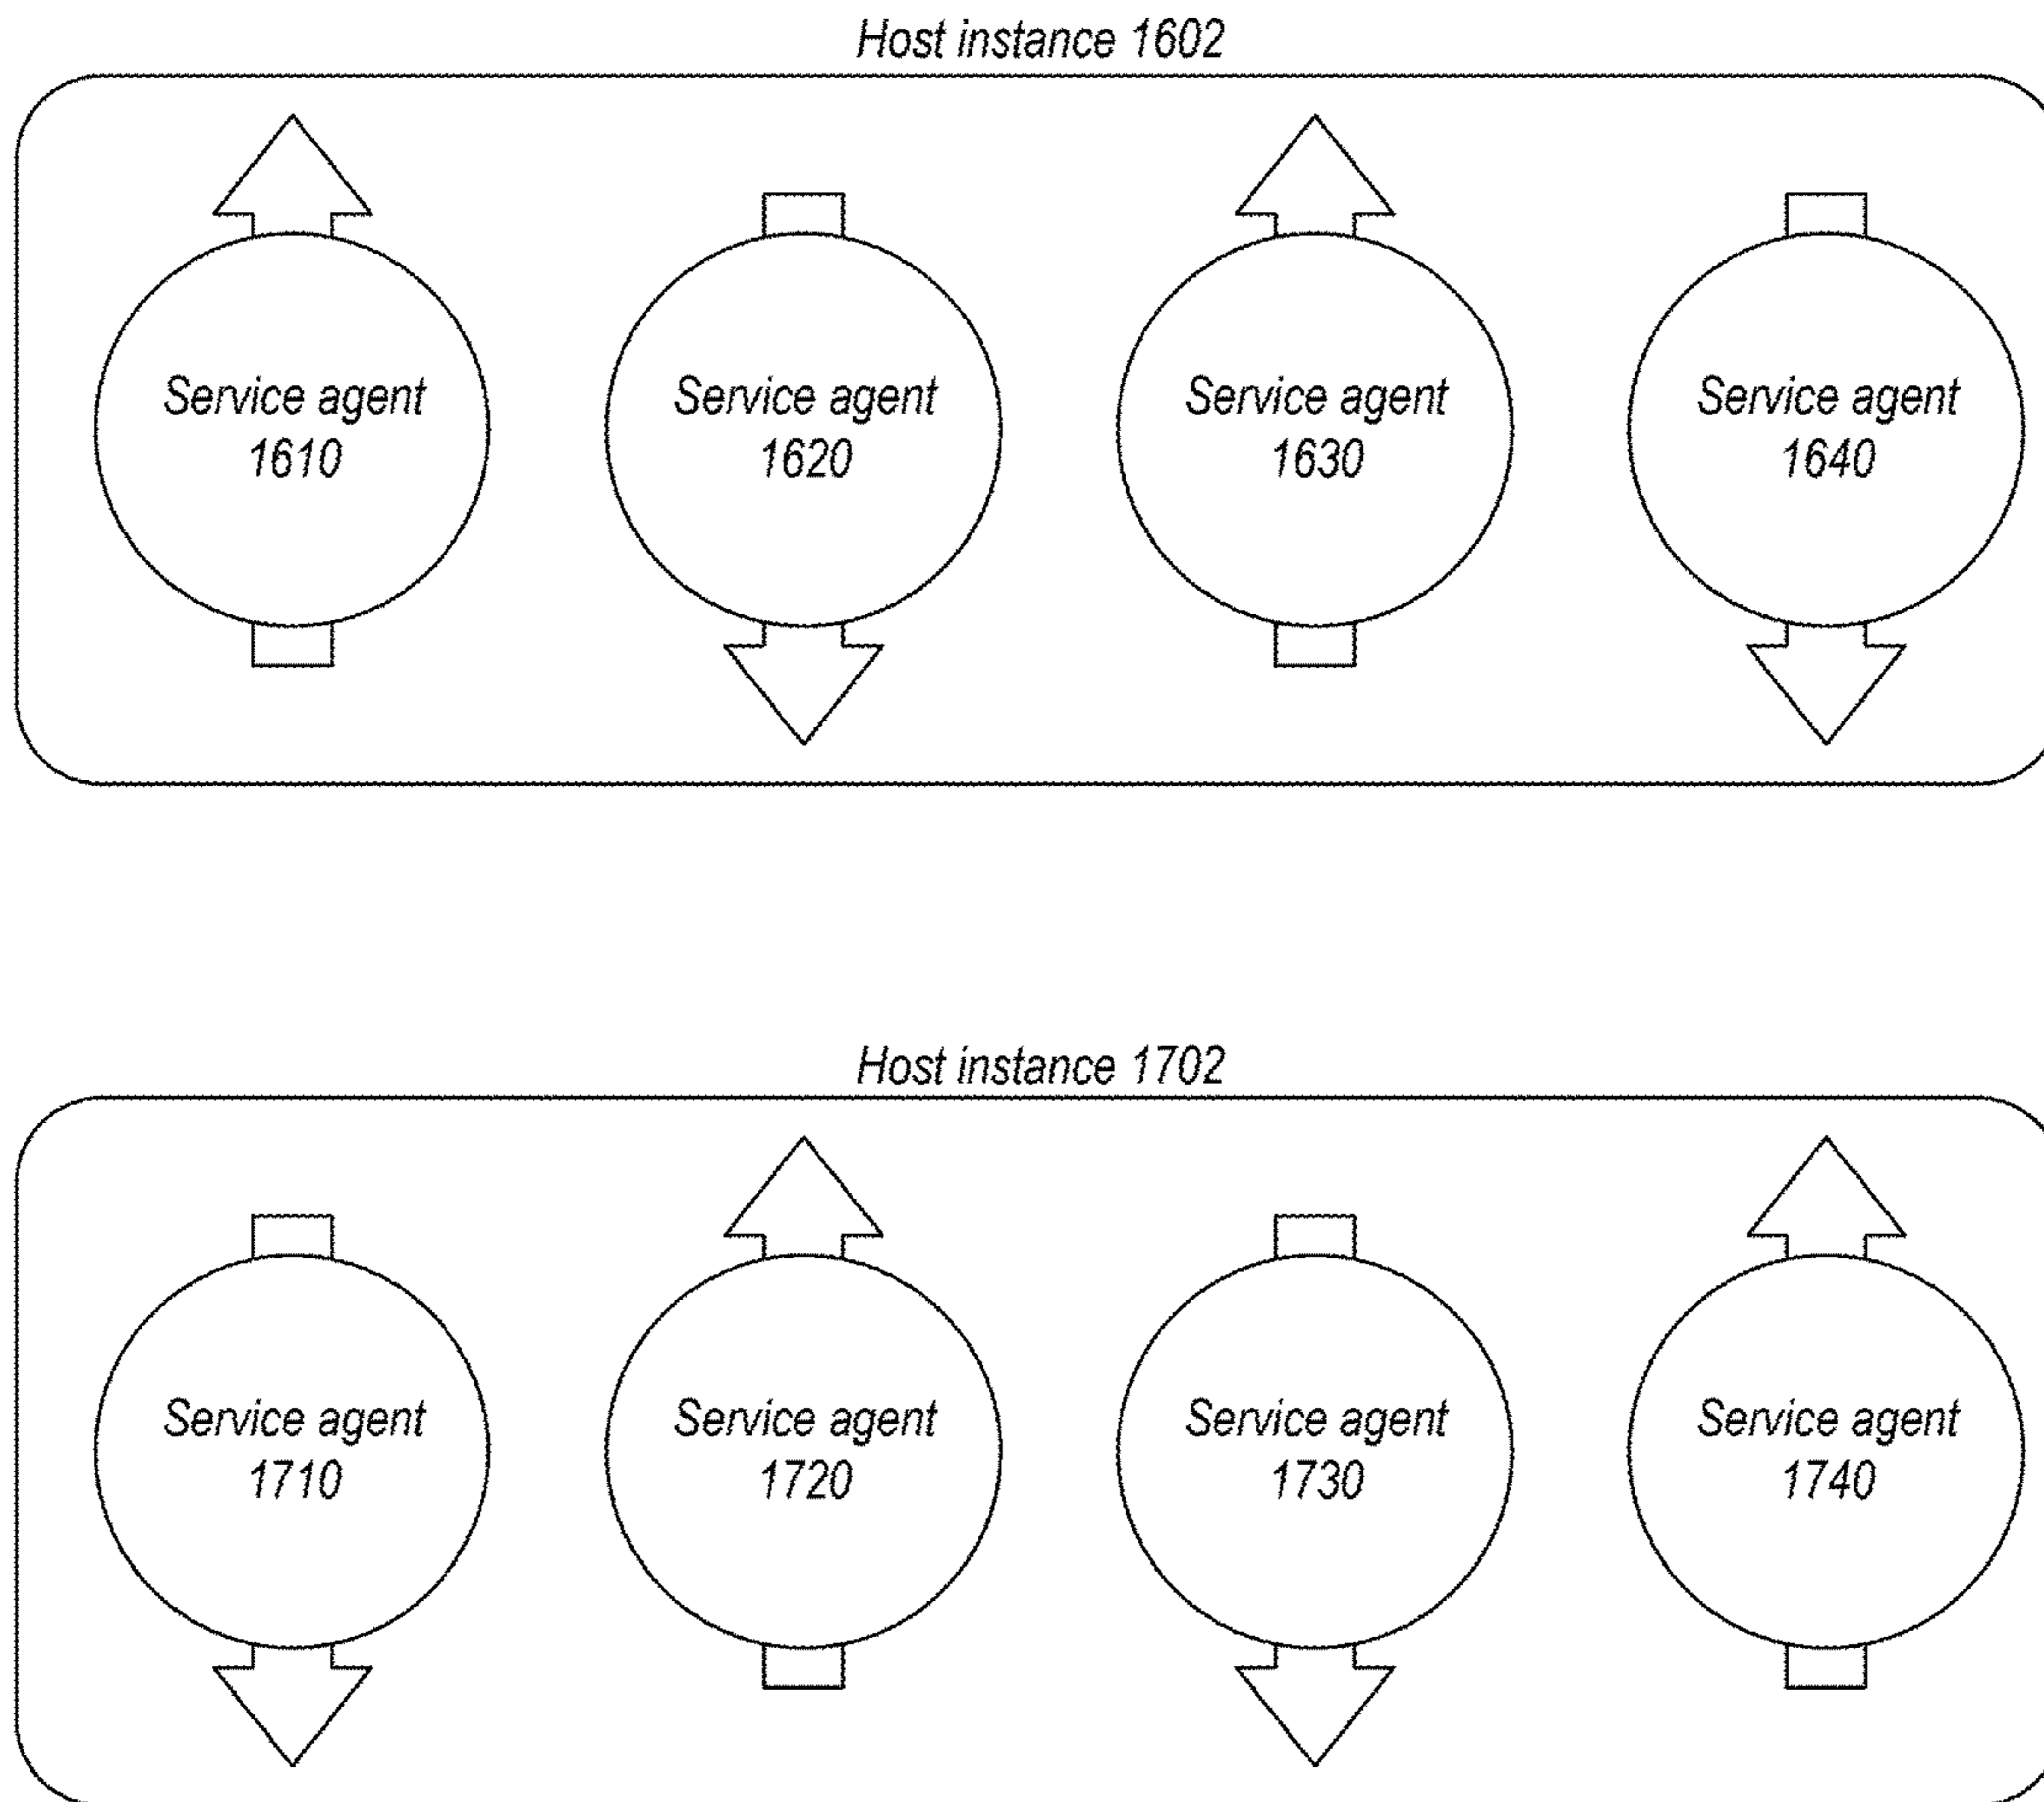 Host instance 1602
Service agent
1610
Service agent
1620
Service agent
1630
Service agent
1640
Host instance 1702
Service agent
1710
Service agent
1720
Service agent
1730
Service agent
1740